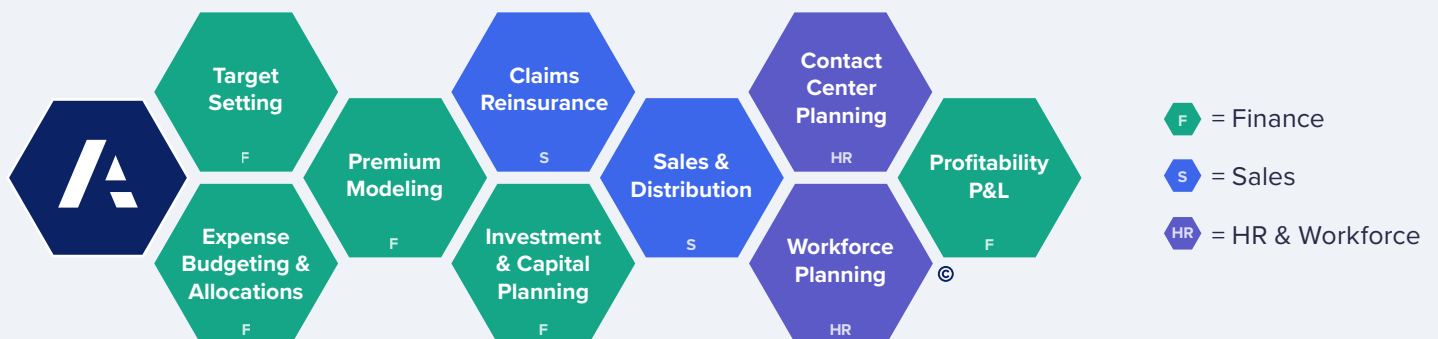 Target
Setting
F
Expense
Budgeting &
Allocations
F
Premium
Modeling
F
Claims
Reinsurance
S
Investment
& Capital
Planning
F
Sales &
Distribution
S
Contact
Center
Planning
HR
Workforce
Planning
HR
©
Profitability
P&L
F
F = Finance
S = Sales
HR = HR & Workforce